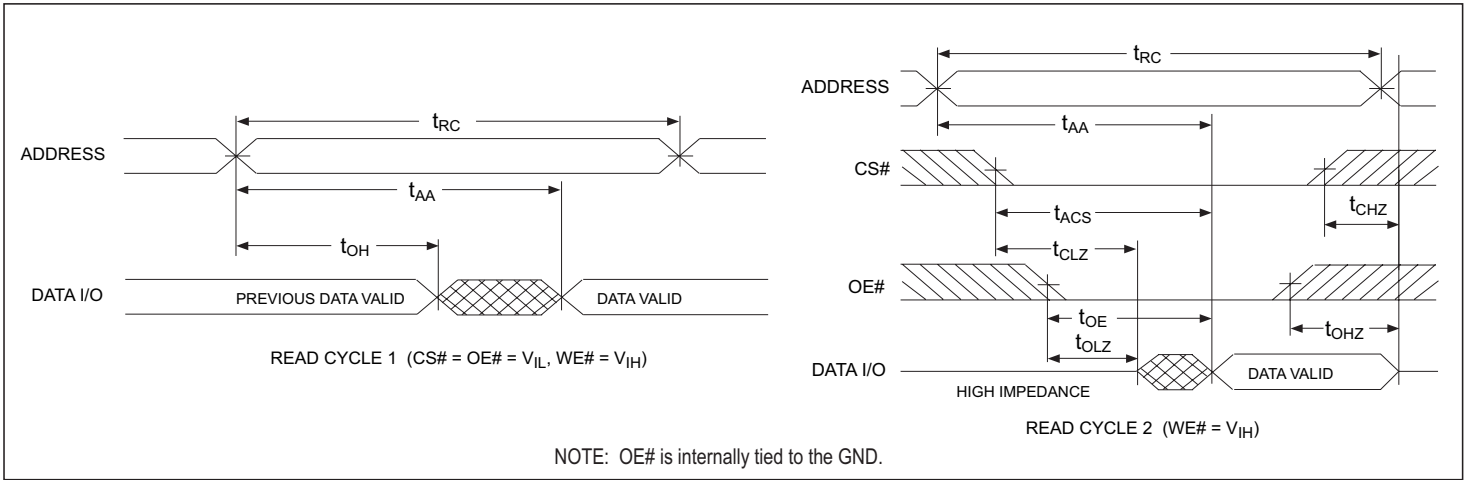 ADDRESS
tRC
tAA
tOH
DATA I/O
PREVIOUS DATA VALID
DATA VALID
READ CYCLE 1 (CS# = OE# = VIL, WE# = VIH)
tRC
ADDRESS
tAA
CS#
tACS
tCHZ
tCLZ
OE#
tOE
tOHZ
tOLZ
DATA I/O
HIGH IMPEDANCE
DATA VALID
READ CYCLE 2 (WE# = VIH)
NOTE: OE# is internally tied to the GND.